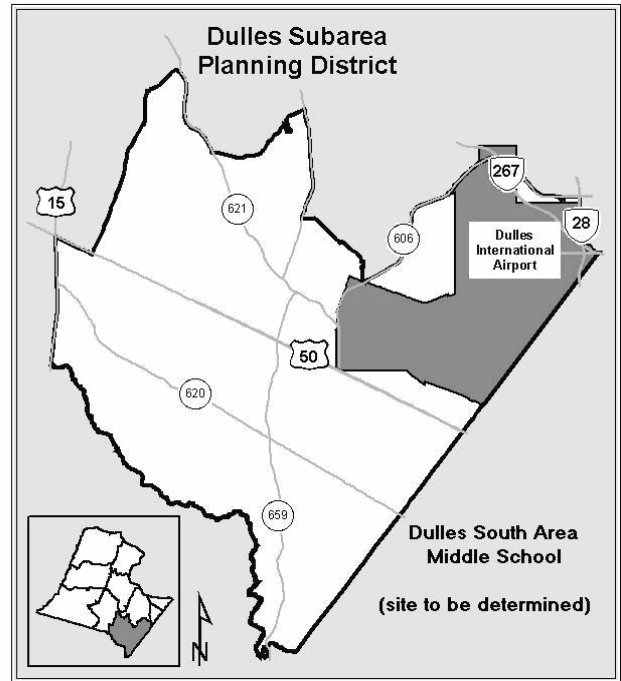 Dulles Subarea
Planning District
267
15
621
28
606
Dulles
International
Airport
50
620
659
Dulles South Area
Middle School
(site to be determined)
N